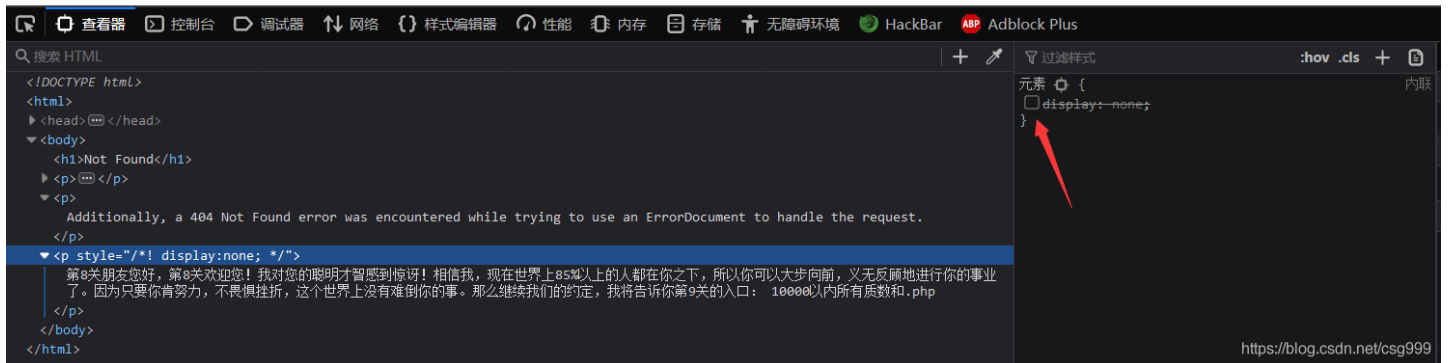 查看器 控制台 调试器 网络 {} 样式编辑器 性能 内存 存储 无障碍环境 HackBar ABP Adblock Plus
搜索 HTML
过滤样式 :hov .cls
<!DOCTYPE html>
元素 {
内联
<html>
display: none;
<head> </head>
}
<body>
<h1>Not Found</h1>
<p> </p>
<p>
Additionally, a 404 Not Found error was encountered while trying to use an ErrorDocument to handle the request.
</p>
<p style="/*! display:none; */">
第8关朋友您好，第8关欢迎您！我对您的聪明才智感到惊讶！相信我，现在世界上85%以上的人都在你之下，所以你可以大步向前，义无反顾地进行你的事业
了。因为只要你肯努力，不畏惧挫折，这个世界上没有难倒你的事。那么继续我们的约定，我将告诉你第9关的入口： 10000以内所有质数和.php
</p>
</body>
</html>
https://blog.csdn.net/csg999